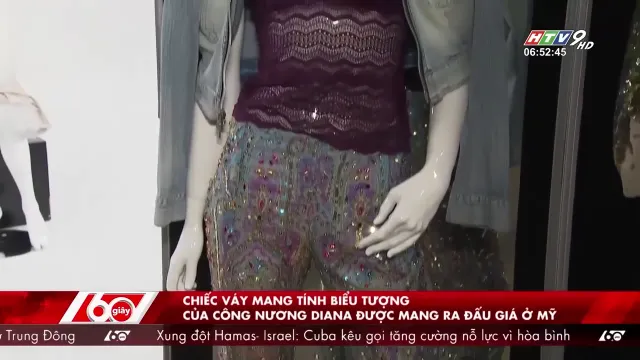 HTV9 HD
06:52:45
60 giây
CHIẾC VÁY MANG TÍNH BIỂU TƯỢNG
CỦA CÔNG NƯƠNG DIANA ĐƯỢC MANG RA ĐẤU GIÁ Ở MỸ
Trung Đông 60 Xung đột Hamas- Israel: Cuba kêu gọi tăng cường nỗ lực vì hòa bình 60